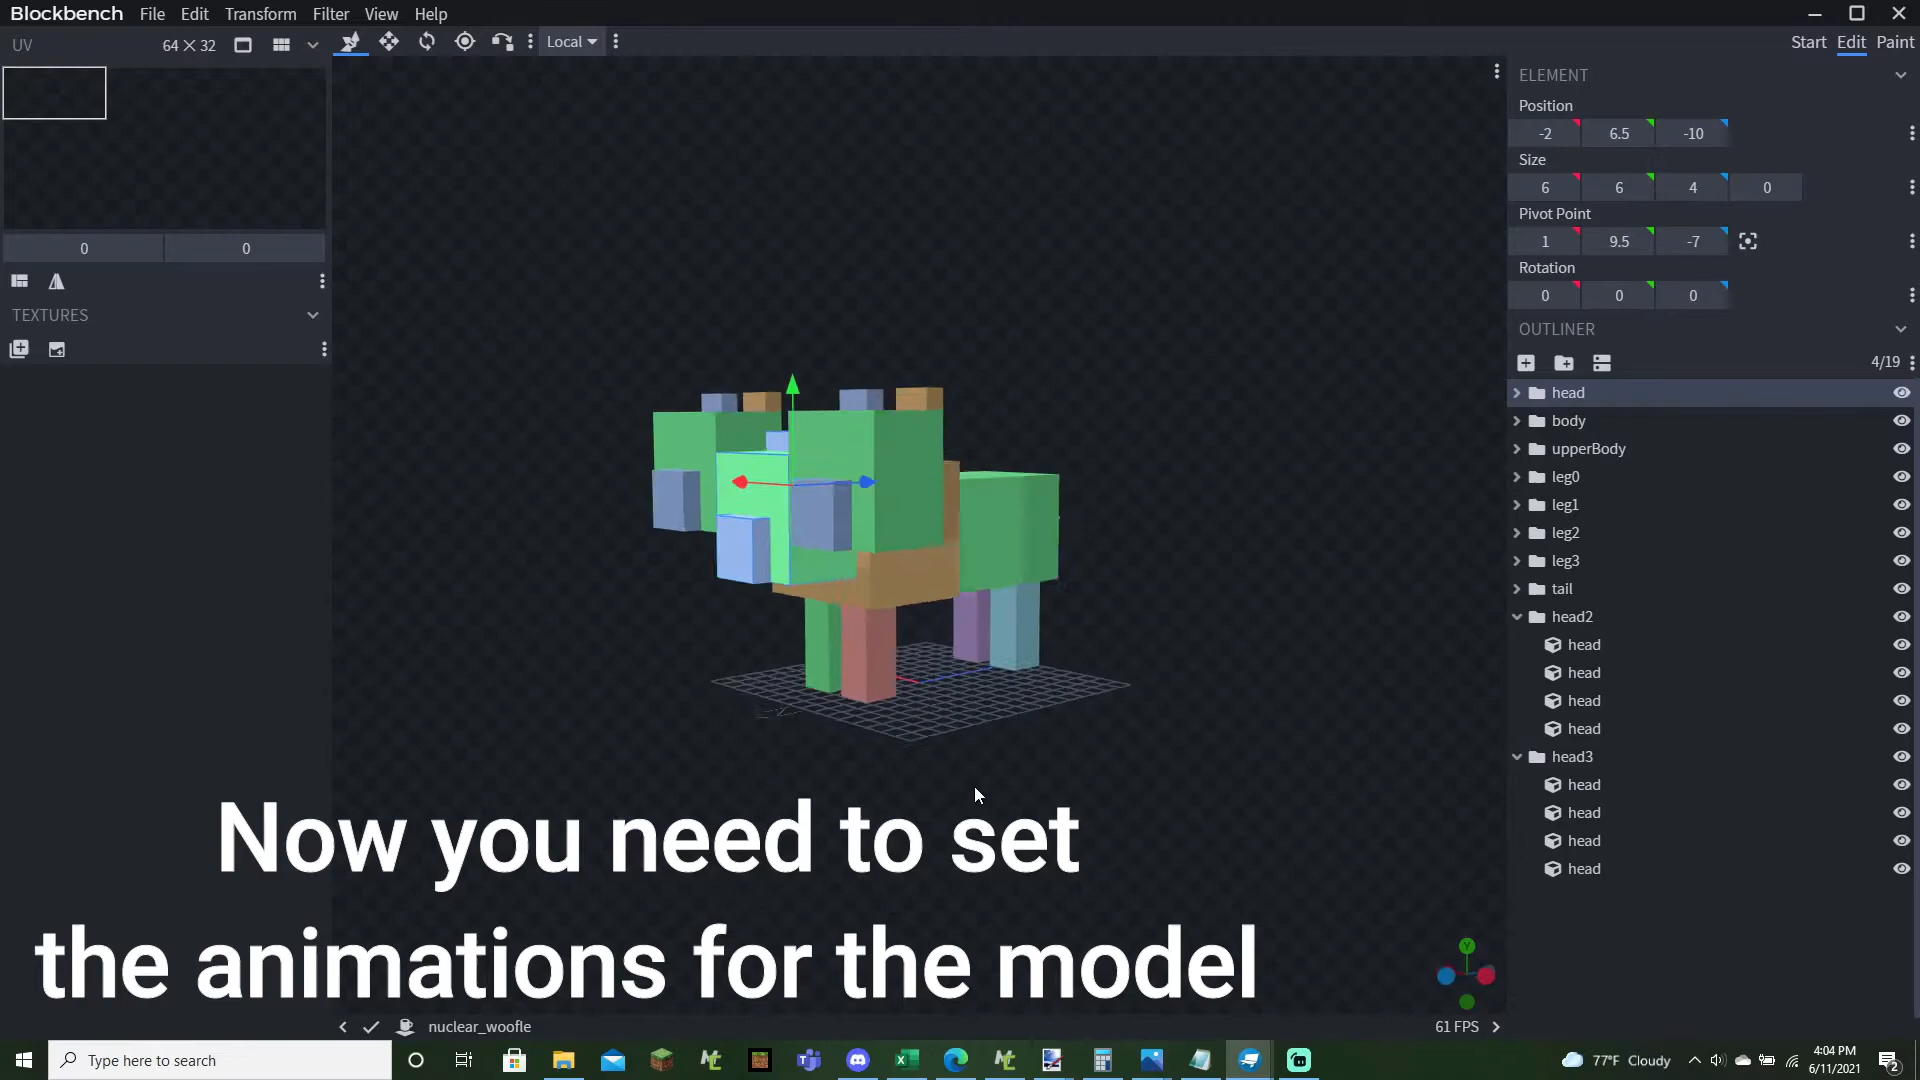 Blockbench File Edit Transform Filter View Help
UV 64 × 32 Local Start Edit Paint
0 0
TEXTURES
ELEMENT
Position
-2 6.5 -10
Size
6 6 4 0
Pivot Point
1 9.5 -7
Rotation
0 0 0
OUTLINER
4/19
head
body
upperBody
leg0
leg1
leg2
leg3
tail
head2
head
head
head
head
head3
head
head
head
head
Y
Now you need to set
the animations for the model
nuclear_woofle 61 FPS
Type here to search
77°F Cloudy
4:04 PM
6/11/2021
2